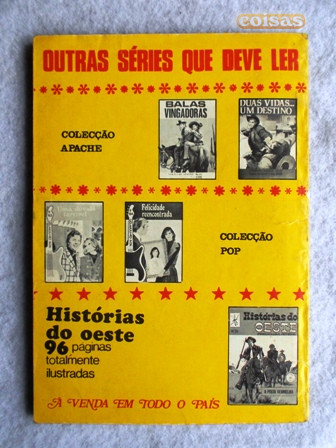 coisas
OUTRAS SÉRIES QUE DEVE LER
COLECÇÃO
APACHE
BALAS
VINGADORAS
DUAS VIDAS...
UM DESTINO
Felicidade
reencontrada
COLECÇÃO
POP
Histórias
do oeste
96 páginas
totalmente
ilustradas
Histórias do
OESTE
À VENDA EM TODO O PAÍS